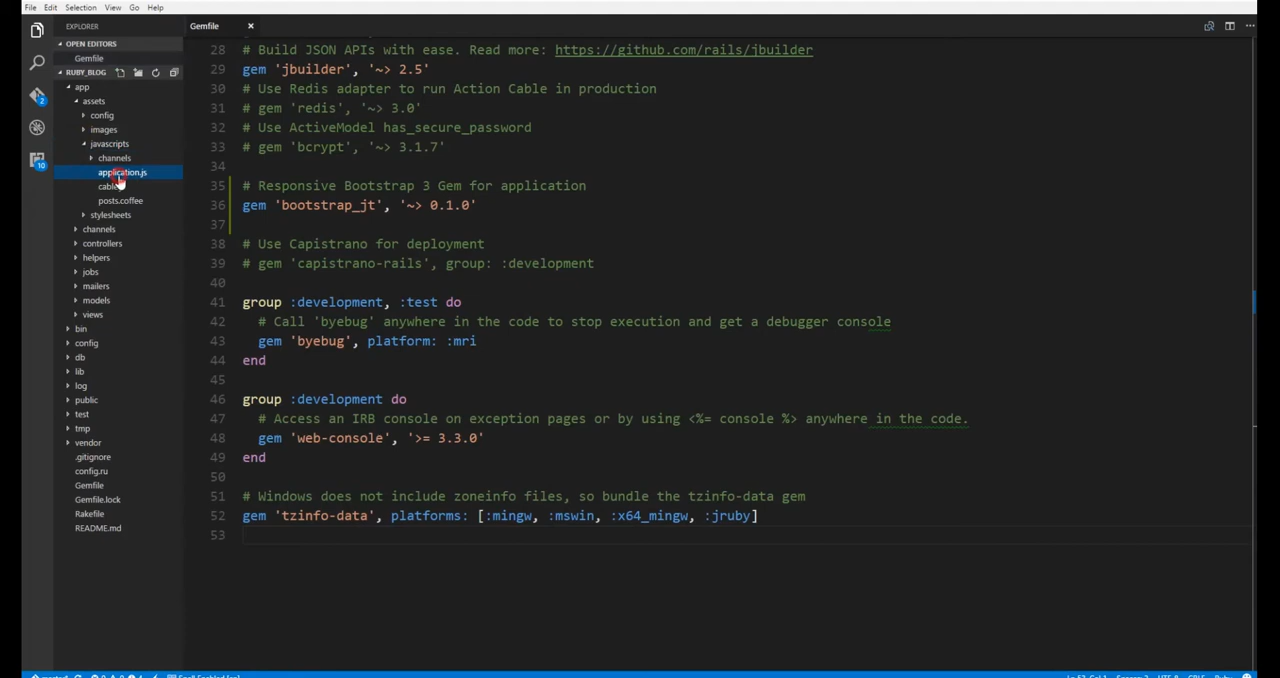 File Edit Selection View Go Help
EXPLORER
OPEN EDITORS
Gemfile
RUBY_BLOG
app
assets
config
images
javascripts
channels
application.js
posts.coffee
stylesheets
channels
controllers
helpers
jobs
mailers
models
views
bin
config
db
lib
log
public
test
tmp
vendor
.gitignore
config.ru
Gemfile
Gemfile.lock
Rakefile
README.md
2
10
Gemfile
28 # Build JSON APIs with ease. Read more: https://github.com/rails/jbuilder
29 gem 'jbuilder', '~> 2.5'
30 # Use Redis adapter to run Action Cable in production
31 # gem 'redis', '~> 3.0'
32 # Use ActiveModel has_secure_password
33 # gem 'bcrypt', '~> 3.1.7'
34
35 # Responsive Bootstrap 3 Gem for application
36 gem 'bootstrap_jt', '~> 0.1.0'
37
38 # Use Capistrano for deployment
39 # gem 'capistrano-rails', group: :development
40
41 group :development, :test do
42 # Call 'byebug' anywhere in the code to stop execution and get a debugger console
43 gem 'byebug', platform: :mri
44 end
45
46 group :development do
47 # Access an IRB console on exception pages or by using <%= console %> anywhere in the code.
48 gem 'web-console', '>= 3.3.0'
49 end
50
51 # Windows does not include zoneinfo files, so bundle the tzinfo-data gem
52 gem 'tzinfo-data', platforms: [:mingw, :mswin, :x64_mingw, :jruby]
53